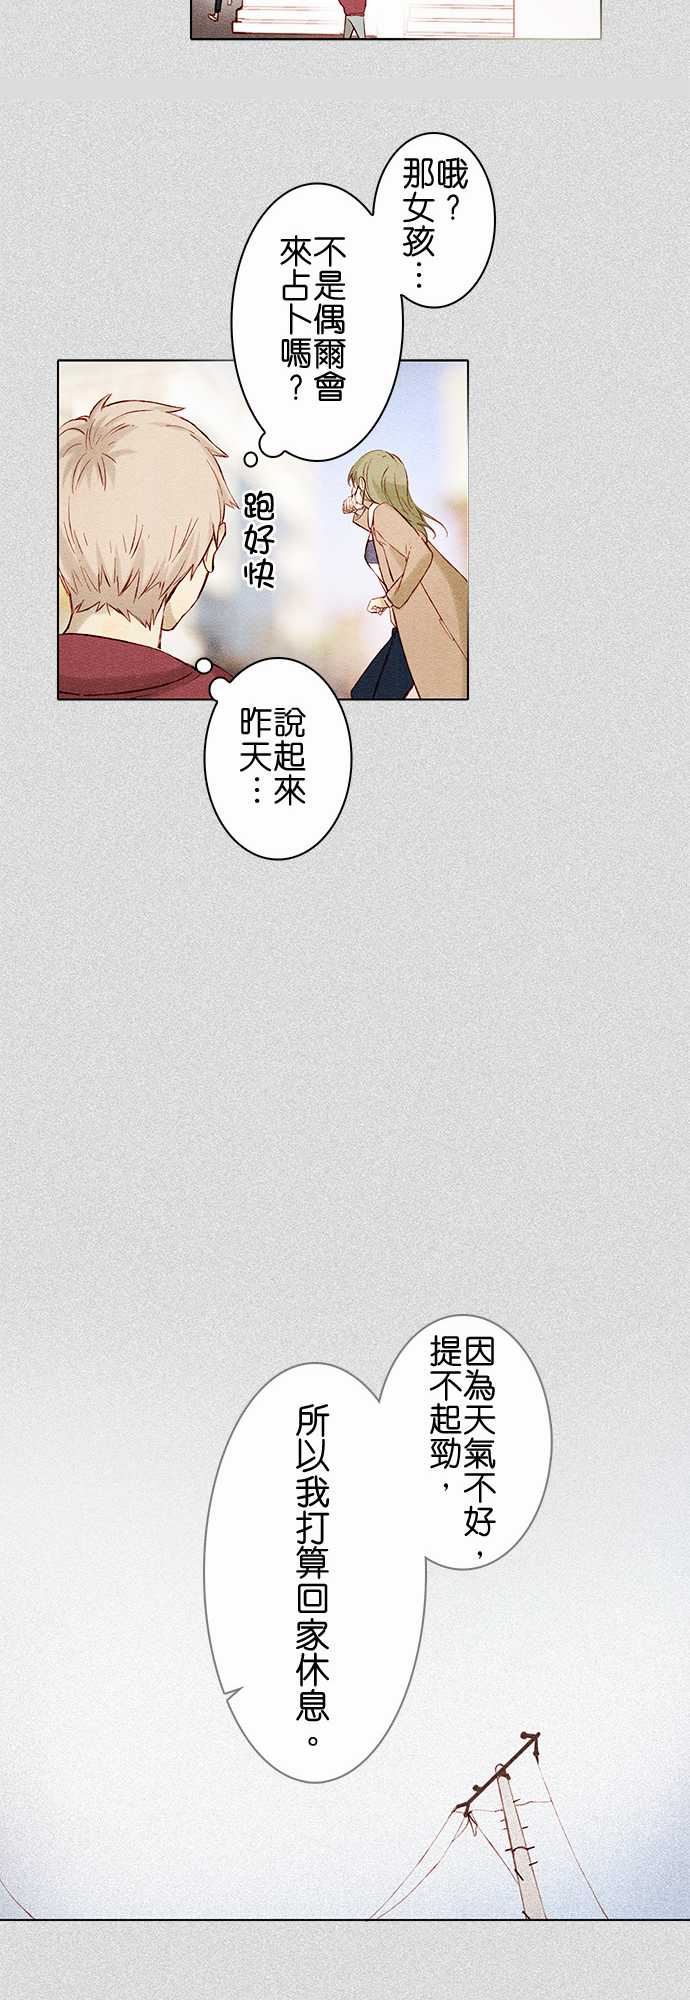 哦？
那女孩…
不是偶爾會
來占卜嗎？
跑好快
說起來
昨天…
因為天氣不好，
提不起勁，
所以我打算回家休息。